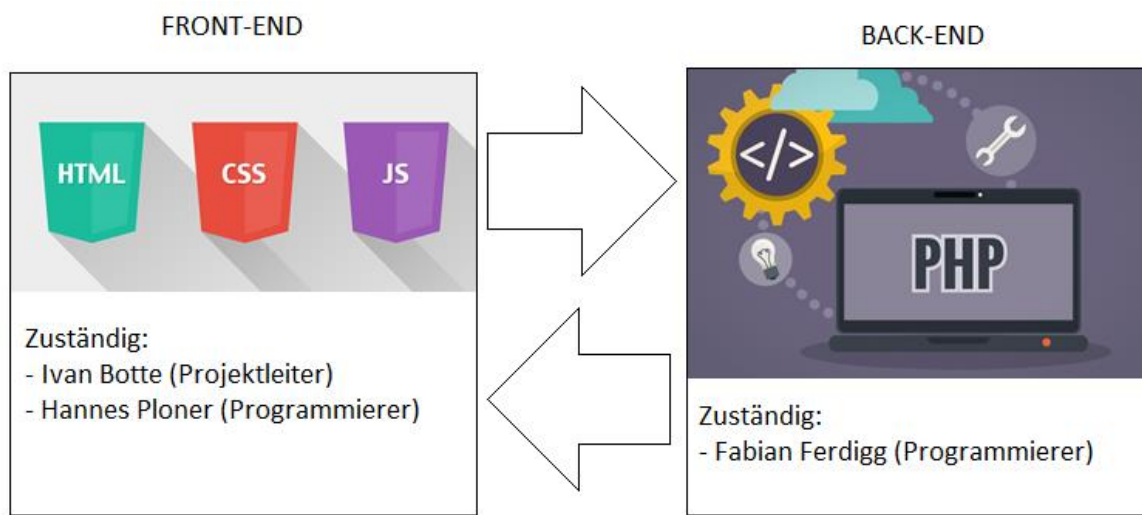 FRONT-END
HTML
CSS
JS
Zuständig:
- Ivan Botte (Projektleiter)
- Hannes Ploner (Programmierer)
BACK-END
</>
PHP
Zuständig:
- Fabian Ferdigg (Programmierer)